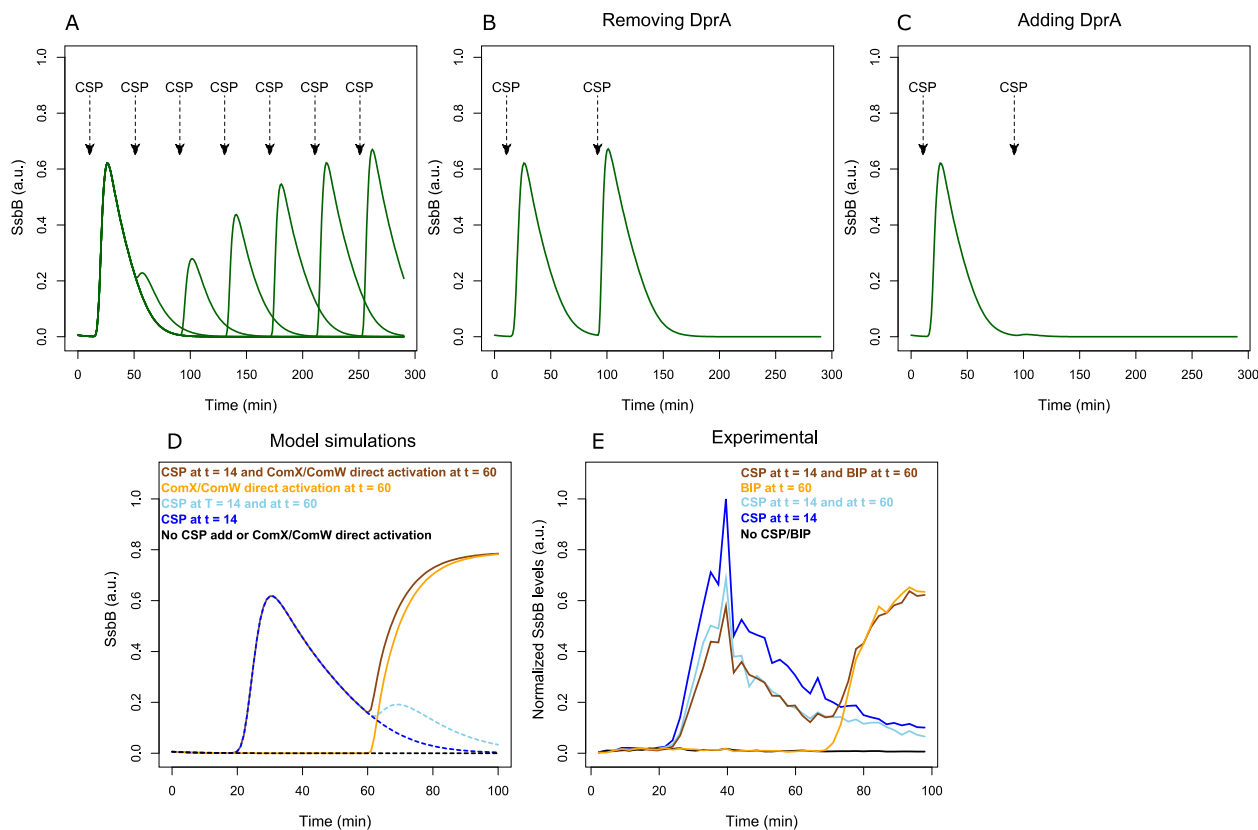 A
SsbB (a.u.)
0.0 0.2 0.4 0.6 0.8 1.0
CSP CSP CSP CSP CSP CSP CSP
0 50 100 150 200 250 300
Time (min)
B
Removing DprA
SsbB (a.u.)
0.0 0.2 0.4 0.6 0.8 1.0
CSP CSP
0 50 100 150 200 250 300
Time (min)
C
Adding DprA
SsbB (a.u.)
0.0 0.2 0.4 0.6 0.8 1.0
CSP CSP
0 50 100 150 200 250 300
Time (min)
D
Model simulations
CSP at t = 14 and ComX/ComW direct activation at t = 60
ComX/ComW direct activation at t = 60
CSP at T = 14 and at t = 60
CSP at t = 14
No CSP add or ComX/ComW direct activation
SsbB (a.u.)
0.0 0.2 0.4 0.6 0.8 1.0
0 20 40 60 80 100
Time (min)
E
Experimental
CSP at t = 14 and BIP at t = 60
BIP at t = 60
CSP at t = 14 and at t = 60
CSP at t = 14
No CSP/BIP
Normalized SsbB levels (a.u.)
0.0 0.2 0.4 0.6 0.8 1.0
0 20 40 60 80 100
Time (min)